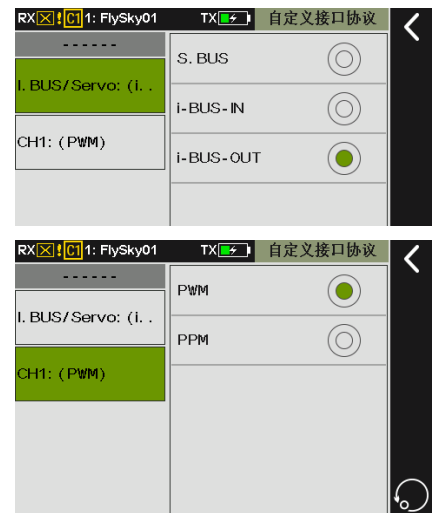 RX C1 1: FlySky01 TX 自定义接口协议
------
S. BUS
I. BUS/Servo: (i. .
i-BUS-IN
CH1: (PWM)
i-BUS-OUT
RX C1 1: FlySky01 TX 自定义接口协议
------
PWM
I. BUS/Servo: (i. .
PPM
CH1: (PWM)